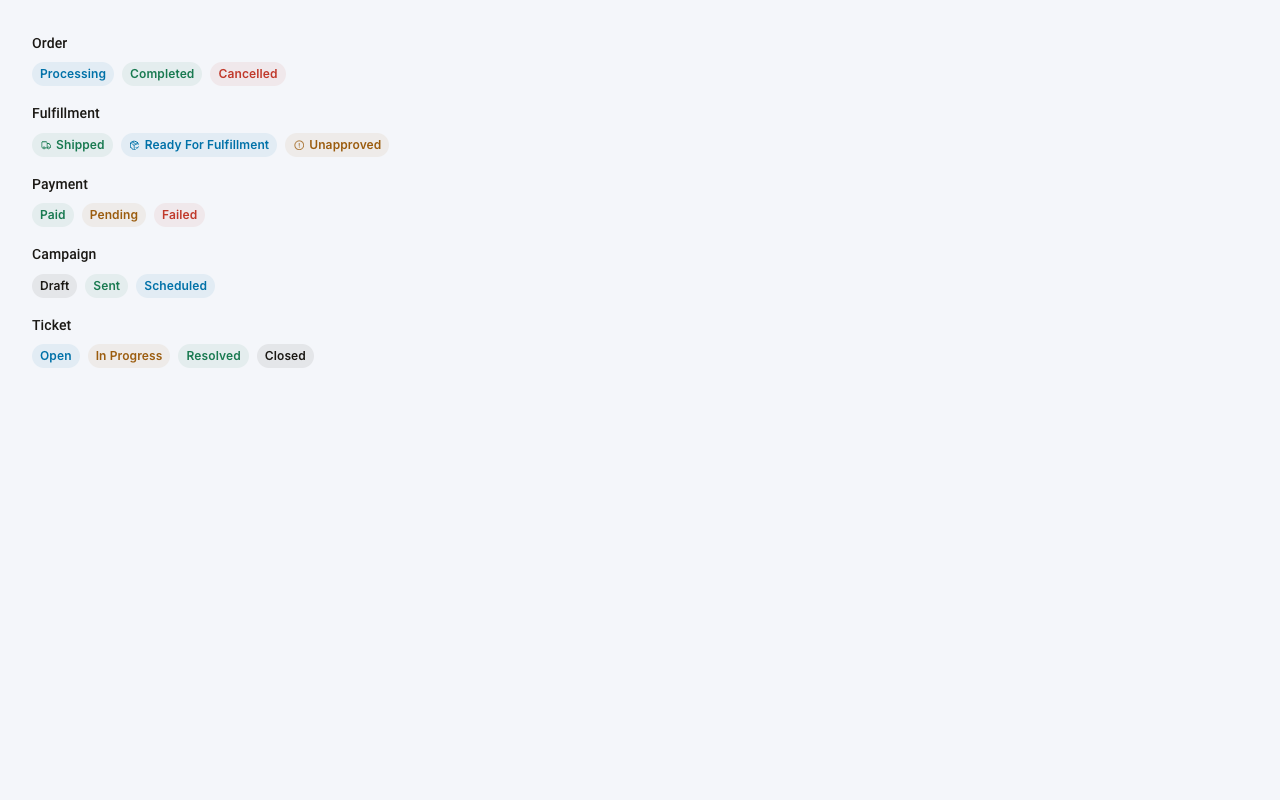 Order
Processing Completed Cancelled
Fulfillment
Shipped Ready For Fulfillment Unapproved
Payment
Paid Pending Failed
Campaign
Draft Sent Scheduled
Ticket
Open In Progress Resolved Closed